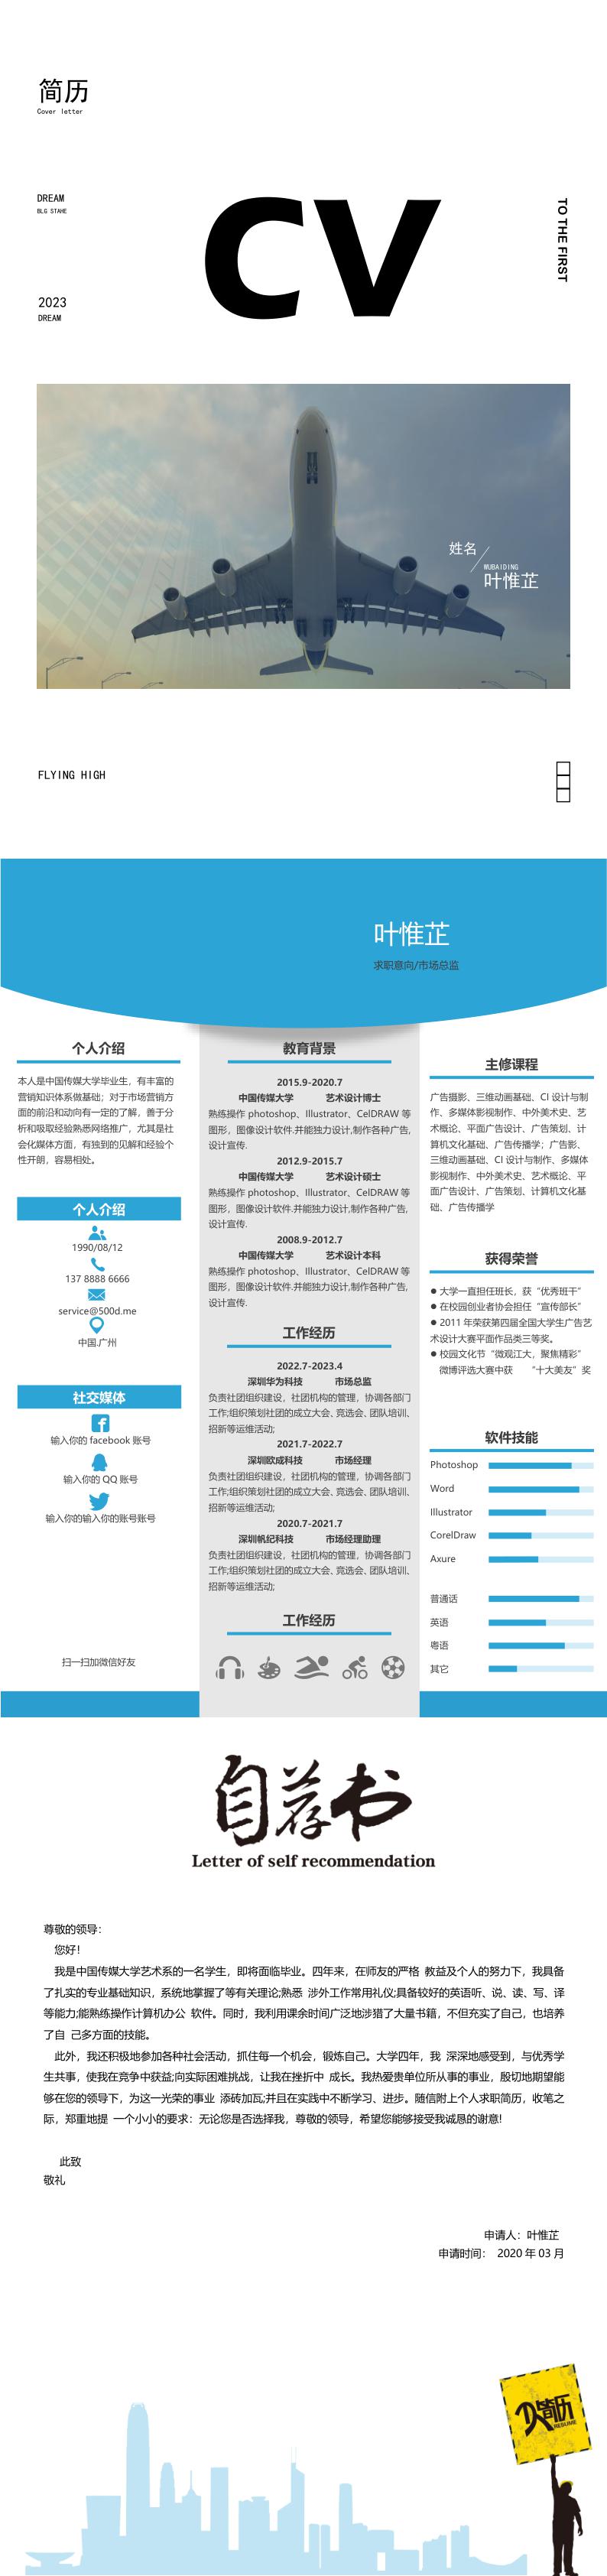 简历
Cover letter
DREAM
BLG STAHE
CV
TO THE FIRST
2023
DREAM
姓名
WUBAIDING
叶惟芷
FLYING HIGH
叶惟芷
求职意向/市场总监
个人介绍
本人是中国传媒大学毕业生，有丰富的
营销知识体系做基础；对于市场营销方
面的前沿和动向有一定的了解，善于分
析和吸取经验熟悉网络推广，尤其是社
会化媒体方面，有独到的见解和经验个
性开朗，容易相处。
个人介绍
1990/08/12
137 8888 6666
service@500d.me
中国.广州
社交媒体
输入你的 facebook 账号
输入你的 QQ 账号
输入你的输入你的账号账号
扫一扫加微信好友
教育背景
2015.9-2020.7
中国传媒大学 艺术设计博士
熟练操作 photoshop、Illustrator、CelDRAW 等
图形，图像设计软件.并能独力设计,制作各种广告,
设计宣传.
2012.9-2015.7
中国传媒大学 艺术设计硕士
熟练操作 photoshop、Illustrator、CelDRAW 等
图形，图像设计软件.并能独力设计,制作各种广告,
设计宣传.
2008.9-2012.7
中国传媒大学 艺术设计本科
熟练操作 photoshop、Illustrator、CelDRAW 等
图形，图像设计软件.并能独力设计,制作各种广告,
设计宣传.
工作经历
2022.7-2023.4
深圳华为科技 市场总监
负责社团组织建设，社团机构的管理，协调各部门
工作;组织策划社团的成立大会、竞选会、团队培训、
招新等运维活动;
2021.7-2022.7
深圳欧成科技 市场经理
负责社团组织建设，社团机构的管理，协调各部门
工作;组织策划社团的成立大会、竞选会、团队培训、
招新等运维活动;
2020.7-2021.7
深圳帆纪科技 市场经理助理
负责社团组织建设，社团机构的管理，协调各部门
工作;组织策划社团的成立大会、竞选会、团队培训、
招新等运维活动;
工作经历
主修课程
广告摄影、三维动画基础、CI 设计与制
作、多媒体影视制作、中外美术史、艺
术概论、平面广告设计、广告策划、计
算机文化基础、广告传播学；广告影、
三维动画基础、CI 设计与制作、多媒体
影视制作、中外美术史、艺术概论、平
面广告设计、广告策划、计算机文化基
础、广告传播学
获得荣誉
● 大学一直担任班长，获“优秀班干”
● 在校园创业者协会担任“宣传部长”
● 2011 年荣获第四届全国大学生广告艺
术设计大赛平面作品类三等奖。
● 校园文化节“微观江大，聚焦精彩”
微博评选大赛中获 “十大美友”奖
软件技能
Photoshop
Word
Illustrator
CorelDraw
Axure
普通话
英语
粤语
其它
自荐书
Letter of self recommendation
尊敬的领导：
您好！
我是中国传媒大学艺术系的一名学生，即将面临毕业。四年来，在师友的严格 教益及个人的努力下，我具备
了扎实的专业基础知识，系统地掌握了等有关理论;熟悉 涉外工作常用礼仪;具备较好的英语听、说、读、写、译
等能力;能熟练操作计算机办公 软件。同时，我利用课余时间广泛地涉猎了大量书籍，不但充实了自己，也培养
了自 己多方面的技能。
此外，我还积极地参加各种社会活动，抓住每一个机会，锻炼自己。大学四年，我 深深地感受到，与优秀学
生共事，使我在竞争中获益;向实际困难挑战，让我在挫折中 成长。我热爱贵单位所从事的事业，殷切地期望能
够在您的领导下，为这一光荣的事业 添砖加瓦;并且在实践中不断学习、进步。随信附上个人求职简历，收笔之
际，郑重地提 一个小小的要求：无论您是否选择我，尊敬的领导，希望您能够接受我诚恳的谢意!
此致
敬礼
申请人：叶惟芷
申请时间： 2020 年 03 月
简历
RESUME